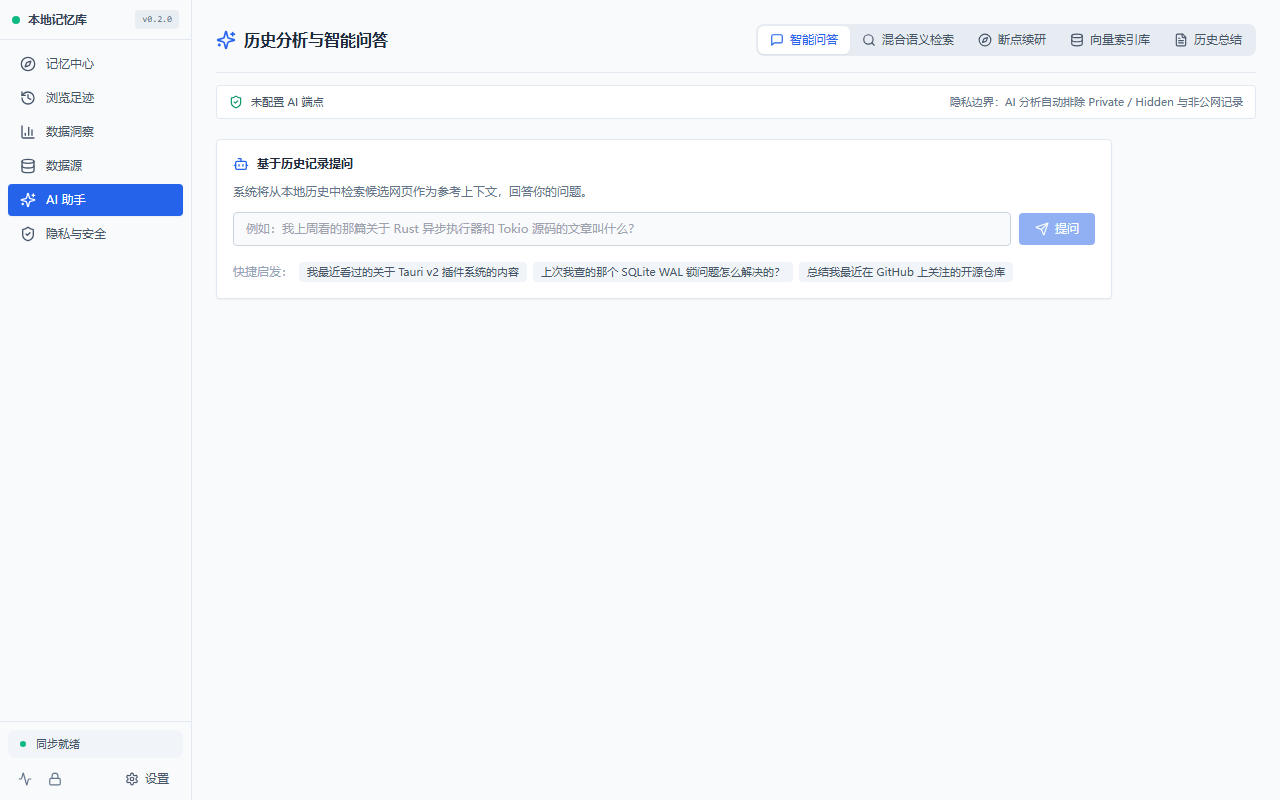 本地记忆库 v0.2.0
记忆中心
浏览足迹
数据洞察
数据源
AI 助手
隐私与安全
同步就绪
设置
历史分析与智能问答
智能问答 混合语义检索 断点续研 向量索引库 历史总结
未配置 AI 端点 隐私边界：AI 分析自动排除 Private / Hidden 与非公网记录
基于历史记录提问
系统将从本地历史中检索候选网页作为参考上下文，回答你的问题。
例如：我上周看的那篇关于 Rust 异步执行器和 Tokio 源码的文章叫什么？ 提问
快捷启发： 我最近看过的关于 Tauri v2 插件系统的内容 上次我查的那个 SQLite WAL 锁问题怎么解决的？ 总结我最近在 GitHub 上关注的开源仓库